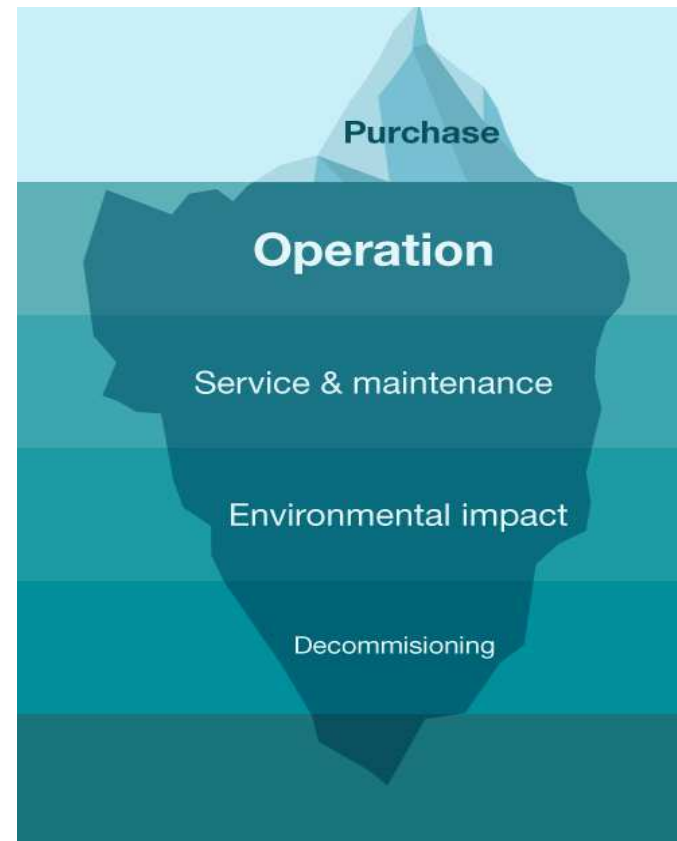 Purchase
Operation
Service & maintenance
Environmental impact
Decommisioning